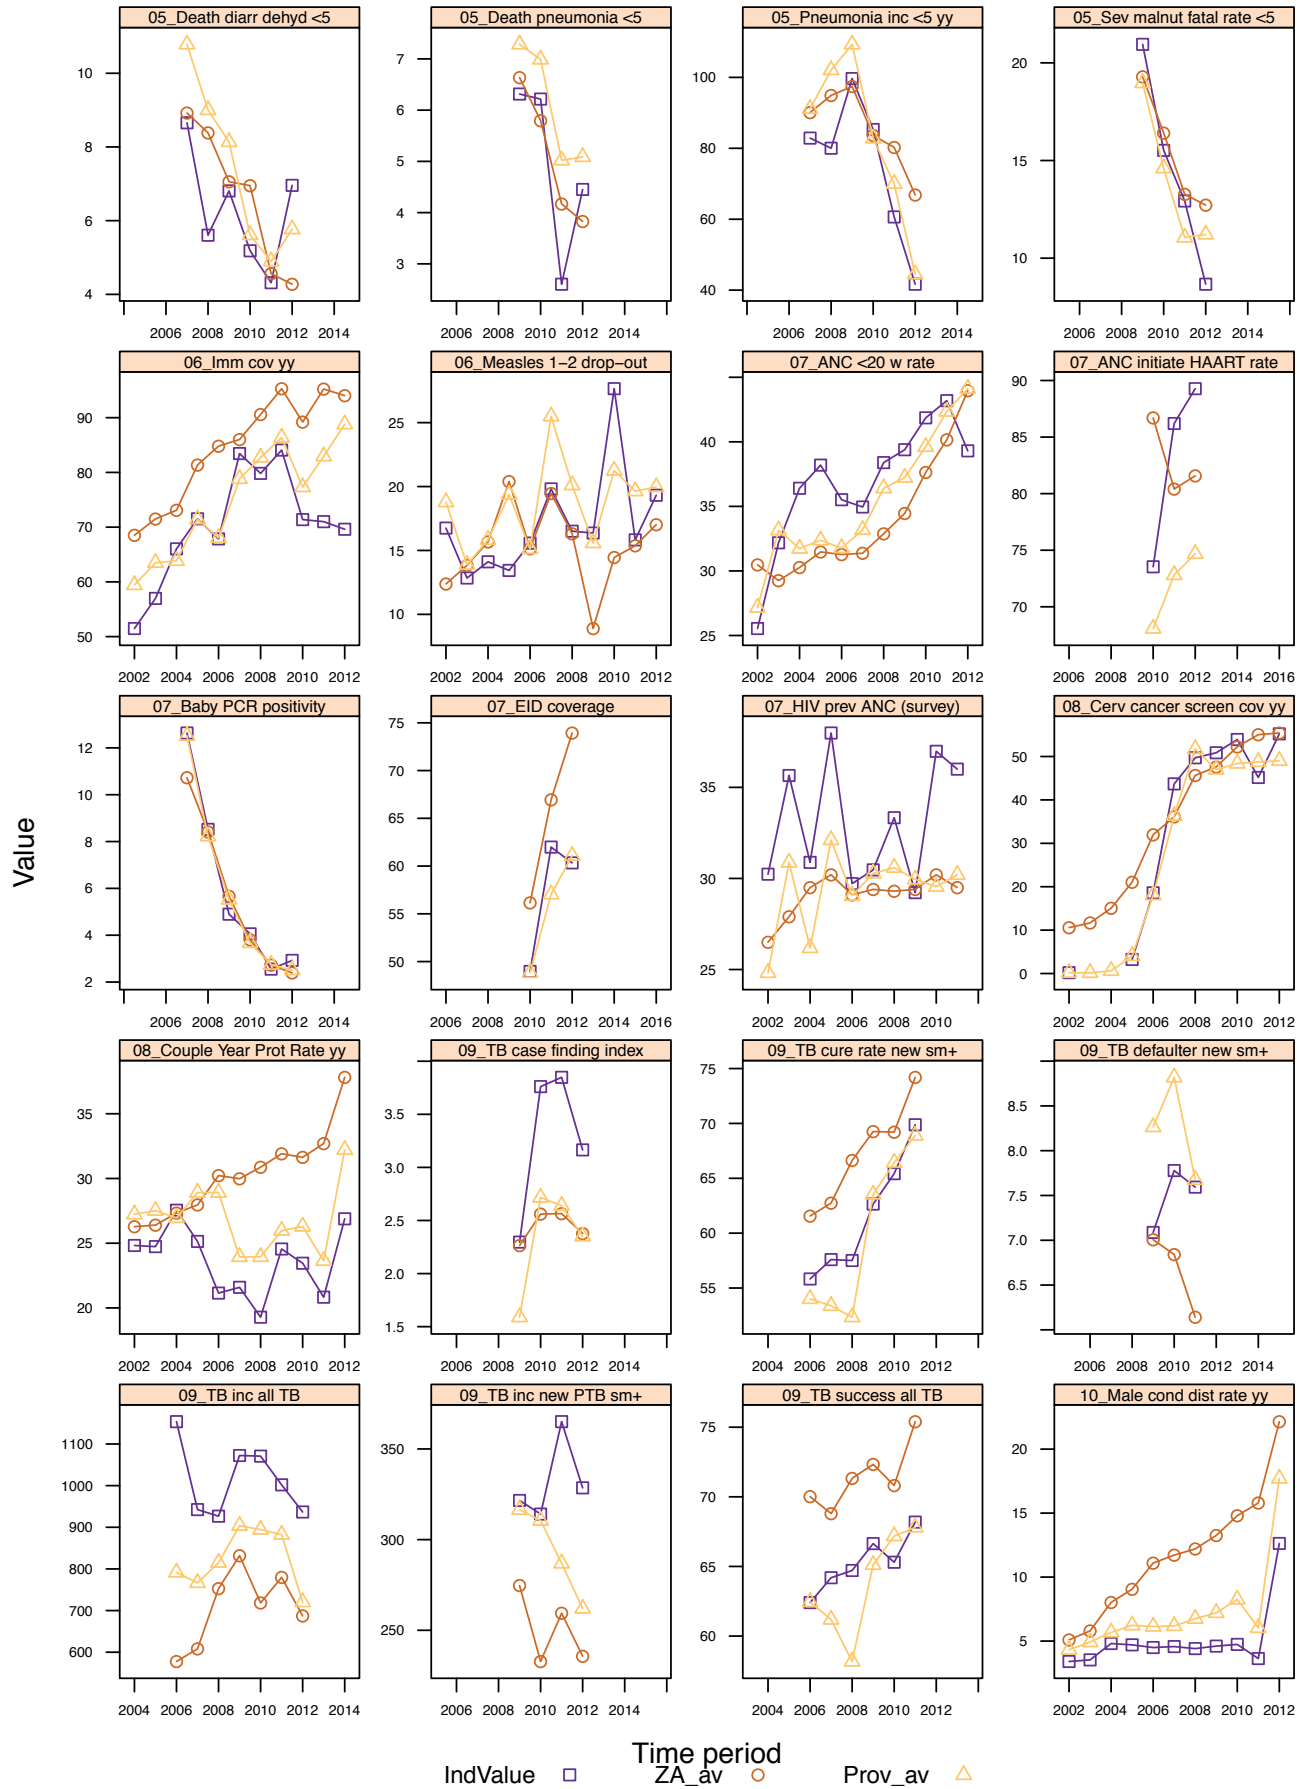 05_Death diarr dehyd <5 05_Death pneumonia <5 05_Pneumonia inc <5 yy 05_Sev malnut fatal rate <5
10 8 6 4
7 6 5 4 3
100 80 60 40
20 15 10
2006 2008 2010 2012 2014 2006 2008 2010 2012 2014 2006 2008 2010 2012 2014 2006 2008 2010 2012 2014
06_Imm cov yy 06_Measles 1−2 drop−out 07_ANC <20 w rate 07_ANC initiate HAART rate
90 80 70 60 50
25 20 15 10
40 35 30 25
90 85 80 75 70
2002 2004 2006 2008 2010 2012 2002 2004 2006 2008 2010 2012 2002 2004 2006 2008 2010 2012 2006 2008 2010 2012 2014 2016
07_Baby PCR positivity 07_EID coverage 07_HIV prev ANC (survey) 08_Cerv cancer screen cov yy
12 10 8 6 4 2
75 70 65 60 55 50
35 30 25
50 40 30 20 10 0
2006 2008 2010 2012 2014 2006 2008 2010 2012 2014 2016 2002 2004 2006 2008 2010 2002 2004 2006 2008 2010 2012
08_Couple Year Prot Rate yy 09_TB case finding index 09_TB cure rate new sm+ 09_TB defaulter new sm+
35 30 25 20
3.5 3.0 2.5 2.0 1.5
75 70 65 60 55
8.5 8.0 7.5 7.0 6.5
2002 2004 2006 2008 2010 2012 2006 2008 2010 2012 2014 2004 2006 2008 2010 2012 2014 2006 2008 2010 2012 2014
09_TB inc all TB 09_TB inc new PTB sm+ 09_TB success all TB 10_Male cond dist rate yy
1100 1000 900 800 700 600
350 300 250
75 70 65 60
20 15 10 5
2004 2006 2008 2010 2012 2014 2006 2008 2010 2012 2014 2004 2006 2008 2010 2012 2014 2002 2004 2006 2008 2010 2012
Value
Time period
IndValue ZA_av Prov_av